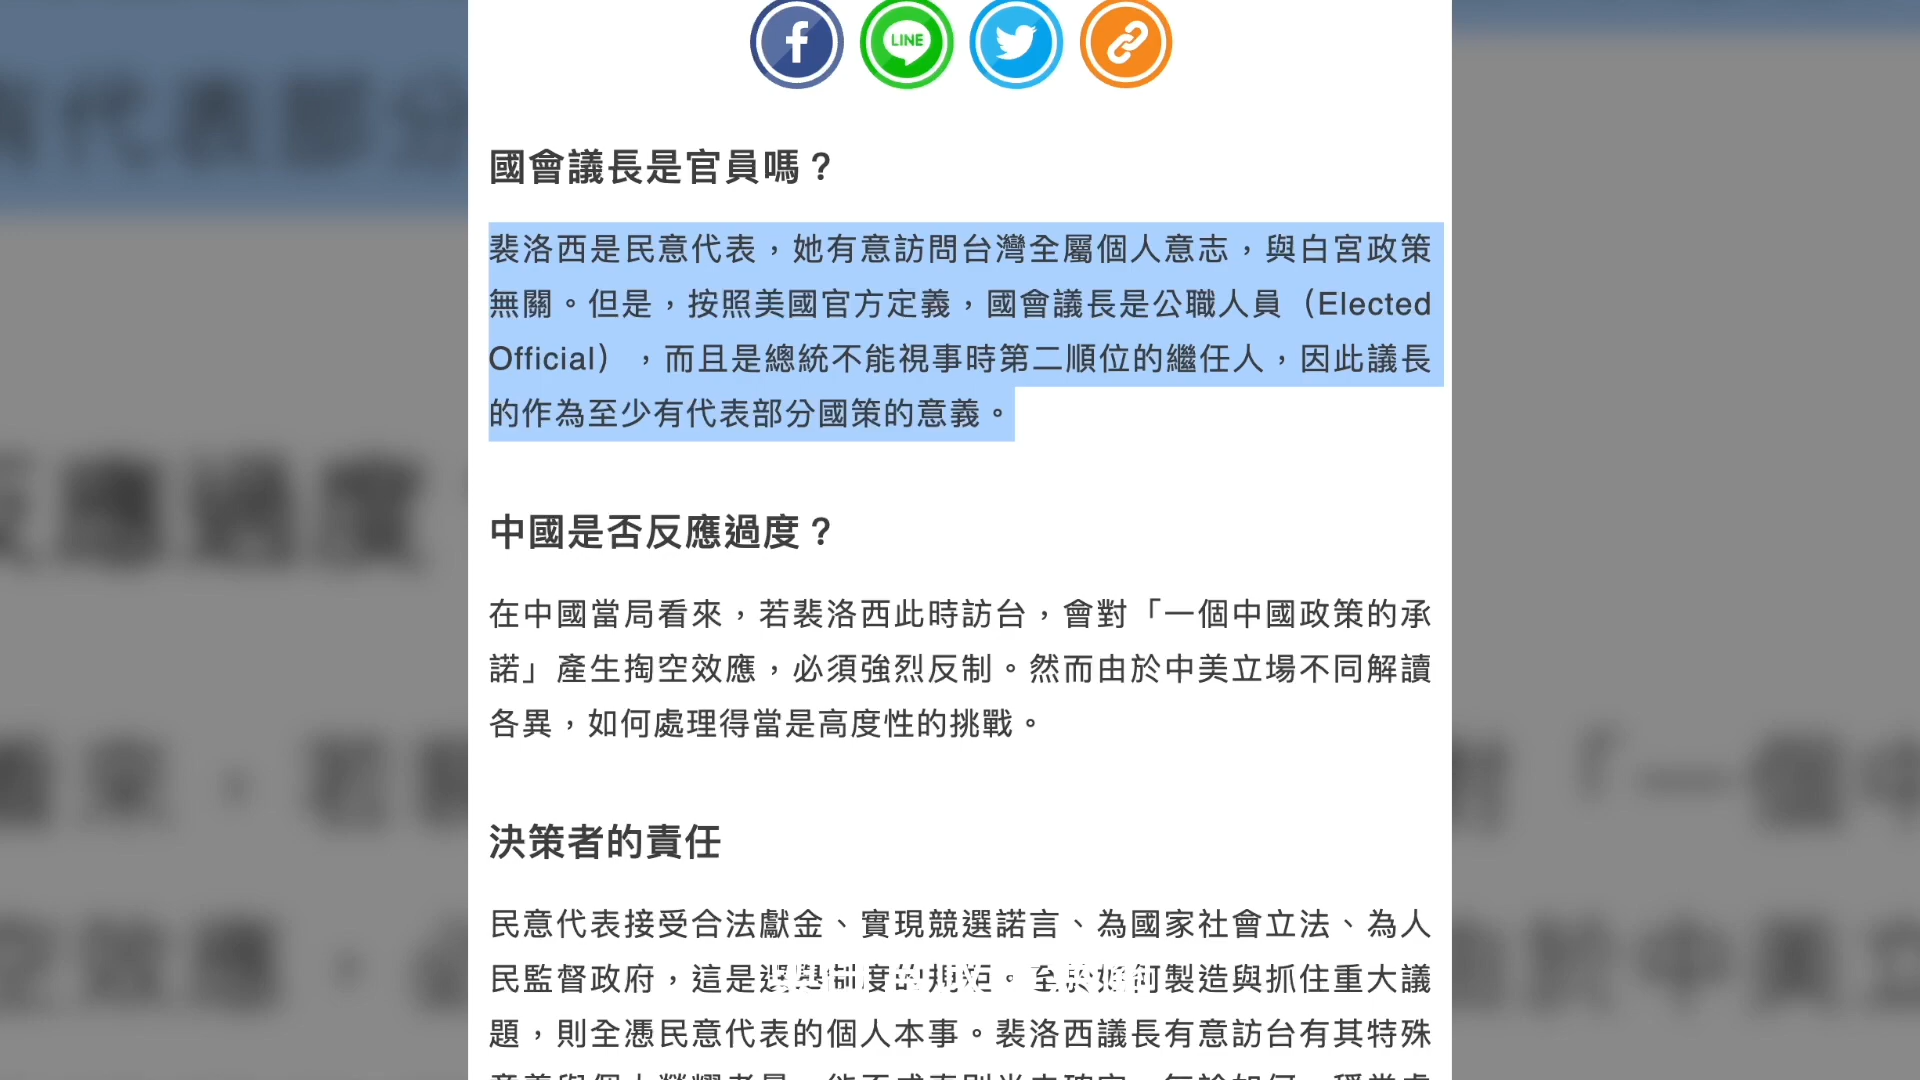 LINE
國會議長是官員嗎？
裴洛西是民意代表，她有意訪問台灣全屬個人意志，與白宮政策
無關。但是，按照美國官方定義，國會議長是公職人員（Elected
Official），而且是總統不能視事時第二順位的繼任人，因此議長
的作為至少有代表部分國策的意義。
中國是否反應過度？
在中國當局看來，若裴洛西此時訪台，會對「一個中國政策的承
諾」產生掏空效應，必須強烈反制。然而由於中美立場不同解讀
各異，如何處理得當是高度性的挑戰。
決策者的責任
民意代表接受合法獻金、實現競選諾言、為國家社會立法、為人
民監督政府，這是選舉制度的 製造與抓住重大議
題，則全憑民意代表的個人本事。裴洛西議長有意訪台有其特殊